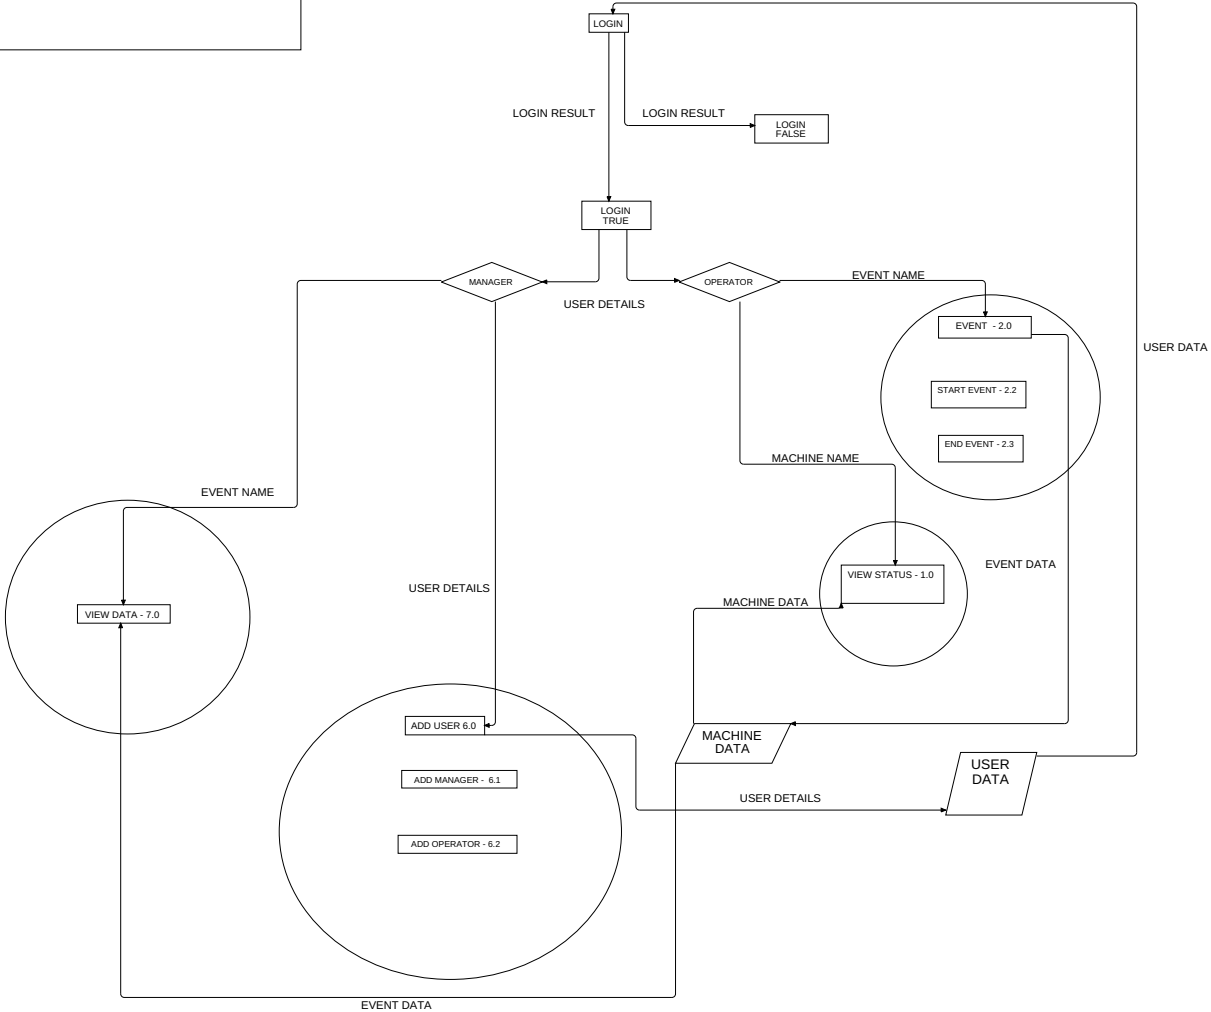 LOGIN
LOGIN RESULT
LOGIN RESULT
LOGIN
FALSE
LOGIN
TRUE
MANAGER
OPERATOR
EVENT NAME
USER DETAILS
EVENT  - 2.0
USER DATA
START EVENT - 2.2
END EVENT - 2.3
MACHINE NAME
EVENT NAME
EVENT DATA
VIEW STATUS - 1.0
USER DETAILS
MACHINE DATA
VIEW DATA - 7.0
ADD USER 6.0
MACHINE
DATA
USER
DATA
ADD MANAGER -  6.1
USER DETAILS
ADD OPERATOR - 6.2
EVENT DATA